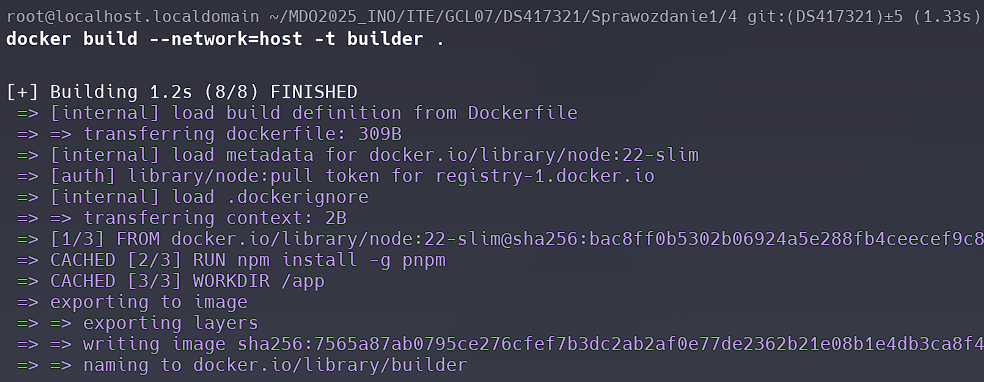 root@localhost.localdomain ~/MDO2025_INO/ITE/GCL07/DS417321/Sprawozdanie1/4 git:(DS417321)±5 (1.33s)
docker build --network=host -t builder .
[+] Building 1.2s (8/8) FINISHED
=> [internal] load build definition from Dockerfile
=> => transferring dockerfile: 309B
=> [internal] load metadata for docker.io/library/node:22-slim
=> [auth] library/node:pull token for registry-1.docker.io
=> [internal] load .dockerignore
=> => transferring context: 2B
=> [1/3] FROM docker.io/library/node:22-slim@sha256:bac8ff0b5302b06924a5e288fb4ceecef9c8
=> CACHED [2/3] RUN npm install -g pnpm
=> CACHED [3/3] WORKDIR /app
=> exporting to image
=> => exporting layers
=> => writing image sha256:7565a87ab0795ce276cfef7b3dc2ab2af0e77de2362b21e08b1e4db3ca8f4
=> => naming to docker.io/library/builder